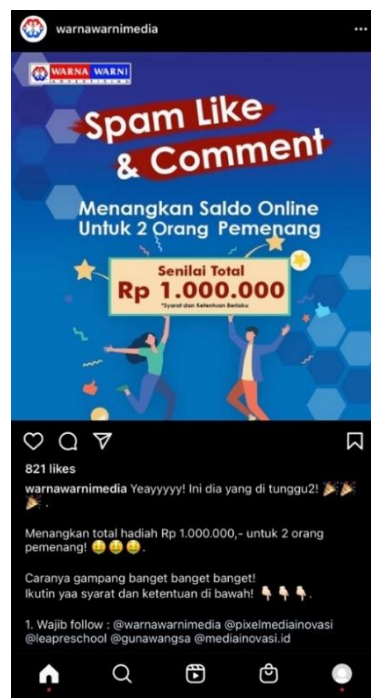 warnawarnimedia
WARNA WARNI
ADVERTISING
Spam Like
& Comment
Menangkan Saldo Online
Untuk 2 Orang Pemenang
Senilai Total
Rp 1.000.000
*Syarat dan Ketentuan Berlaku
821 likes
warnawarnimedia Yeayyyyy! Ini dia yang di tunggu2! 🎉🎉
🎉 .
Menangkan total hadiah Rp 1.000.000,- untuk 2 orang
pemenang! 🤑🤑🤑.
Caranya gampang banget banget banget!
Ikutin yaa syarat dan ketentuan di bawah! 👇🏻👇🏻👇🏻.
1. Wajib follow : @warnawarnimedia @pixelmediainovasi
@leapreschool @gunawangsa @mediainovasi.id